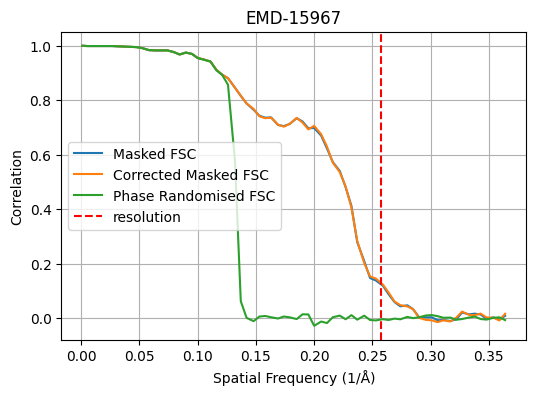 EMD-15967
1.0
0.8
0.6
0.4
0.2
0.0
Correlation
Masked FSC
Corrected Masked FSC
Phase Randomised FSC
resolution
0.00 0.05 0.10 0.15 0.20 0.25 0.30 0.35
Spatial Frequency (1/Å)